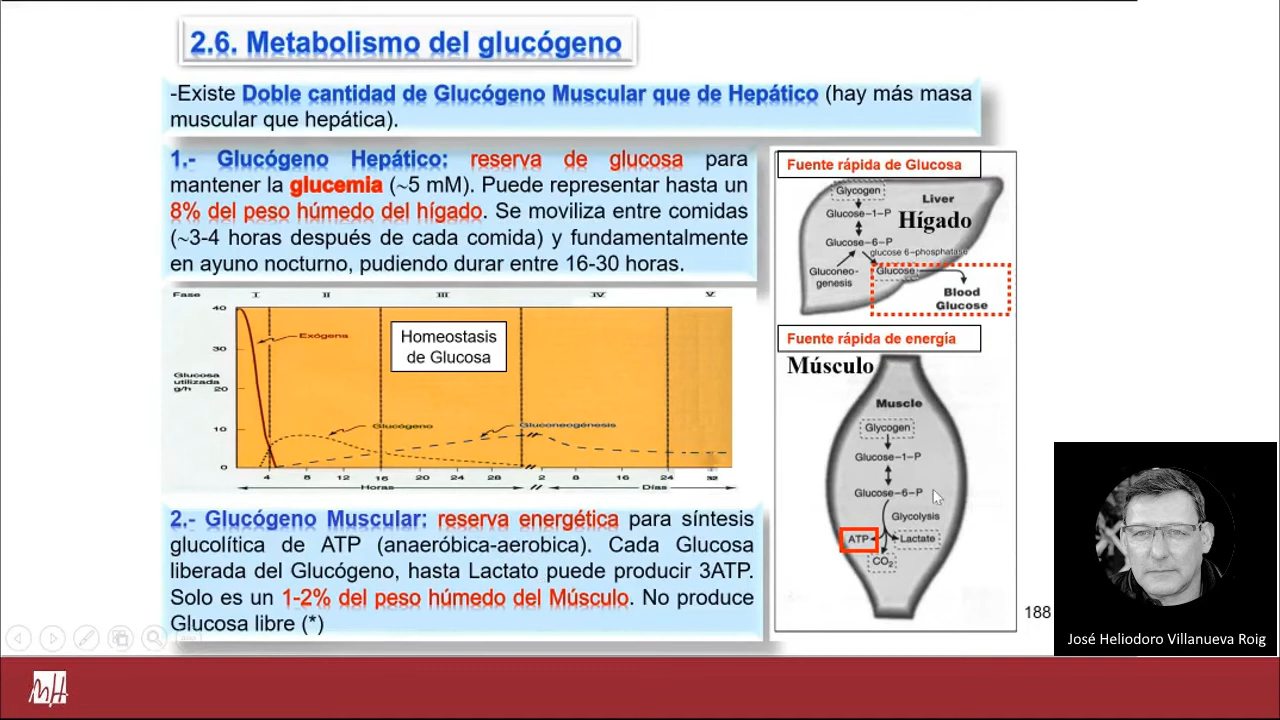 2.6. Metabolismo del glucógeno
-Existe Doble cantidad de Glucógeno Muscular que de Hepático (hay más masa
muscular que hepática).
1.- Glucógeno Hepático: reserva de glucosa para
mantener la glucemia (~5 mM). Puede representar hasta un
8% del peso húmedo del hígado. Se moviliza entre comidas
(~3-4 horas después de cada comida) y fundamentalmente
en ayuno nocturno, pudiendo durar entre 16-30 horas.
Fase I II III IV V
40
30
Glucosa
utilizada
g/h 20
10
0
Exógena
Homeostasis
de Glucosa
Glucógeno
Gluconeogénesis
4 8 12 16 20 24 28 2 8 16 24 32
Horas
Días
2.- Glucógeno Muscular: reserva energética para síntesis
glucolítica de ATP (anaeróbica-aerobica). Cada Glucosa
liberada del Glucógeno, hasta Lactato puede producir 3ATP.
Solo es un 1-2% del peso húmedo del Músculo. No produce
Glucosa libre (*)
Fuente rápida de Glucosa
Glycogen
Liver
Glucose-1-P
Hígado
Glucose-6-P
glucose 6-phosphatase
Gluconeo-
genesis
Glucose
Blood
Glucose
Fuente rápida de energía
Músculo
Muscle
Glycogen
Glucose-1-P
Glucose-6-P
Glycolysis
ATP
Lactate
CO2
188
José Heliodoro Villanueva Roig
MH